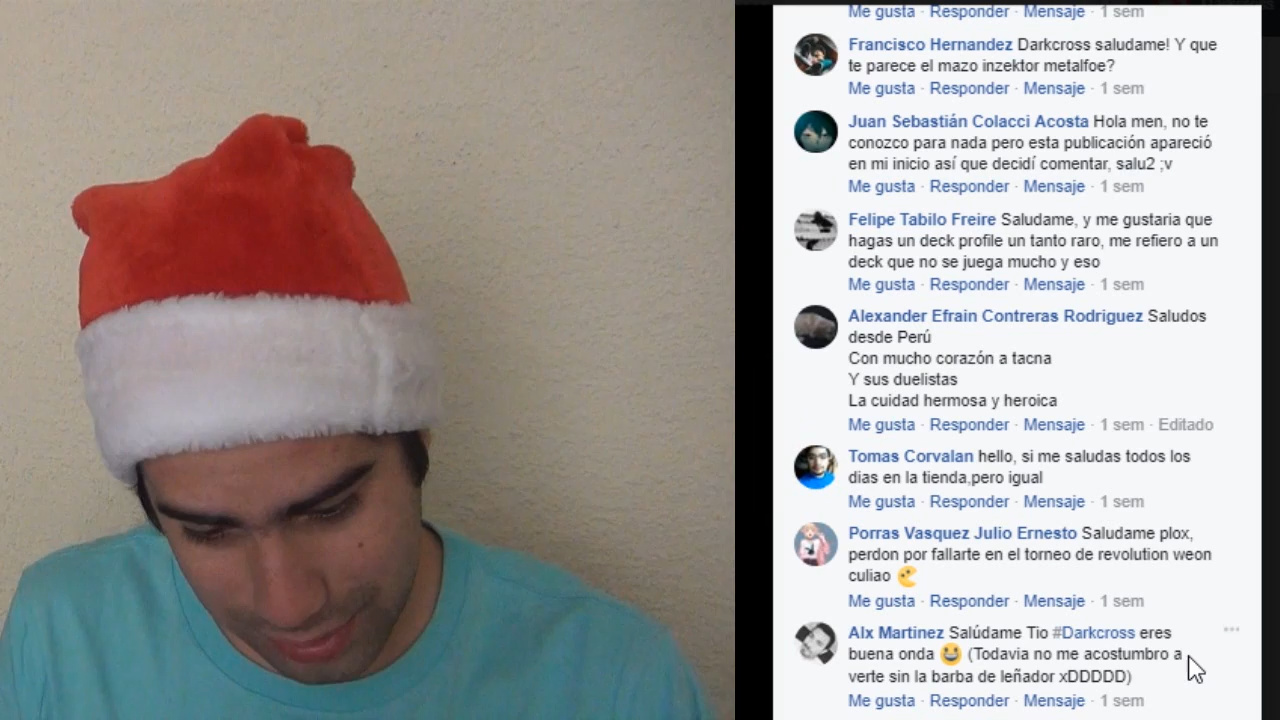 Me gusta · Responder · Mensaje · 1 sem
Francisco Hernandez Darkcross saludame! Y que
te parece el mazo inzektor metalfoe?
Me gusta · Responder · Mensaje · 1 sem
Juan Sebastián Colacci Acosta Hola men, no te
conozco para nada pero esta publicación apareció
en mi inicio así que decidí comentar, salu2 ;v
Me gusta · Responder · Mensaje · 1 sem
Felipe Tabilo Freire Saludame, y me gustaria que
hagas un deck profile un tanto raro, me refiero a un
deck que no se juega mucho y eso
Me gusta · Responder · Mensaje · 1 sem
Alexander Efrain Contreras Rodriguez Saludos
desde Perú
Con mucho corazón a tacna
Y sus duelistas
La cuidad hermosa y heroica
Me gusta · Responder · Mensaje · 1 sem · Editado
Tomas Corvalan hello, si me saludas todos los
dias en la tienda,pero igual
Me gusta · Responder · Mensaje · 1 sem
Porras Vasquez Julio Ernesto Saludame plox,
perdon por fallarte en el torneo de revolution weon
culiao
Me gusta · Responder · Mensaje · 1 sem
Alx Martinez Salúdame Tio #Darkcross eres
buena onda 😆 (Todavia no me acostumbro a
verte sin la barba de leñador xDDDDD)
Me gusta · Responder · Mensaje · 1 sem